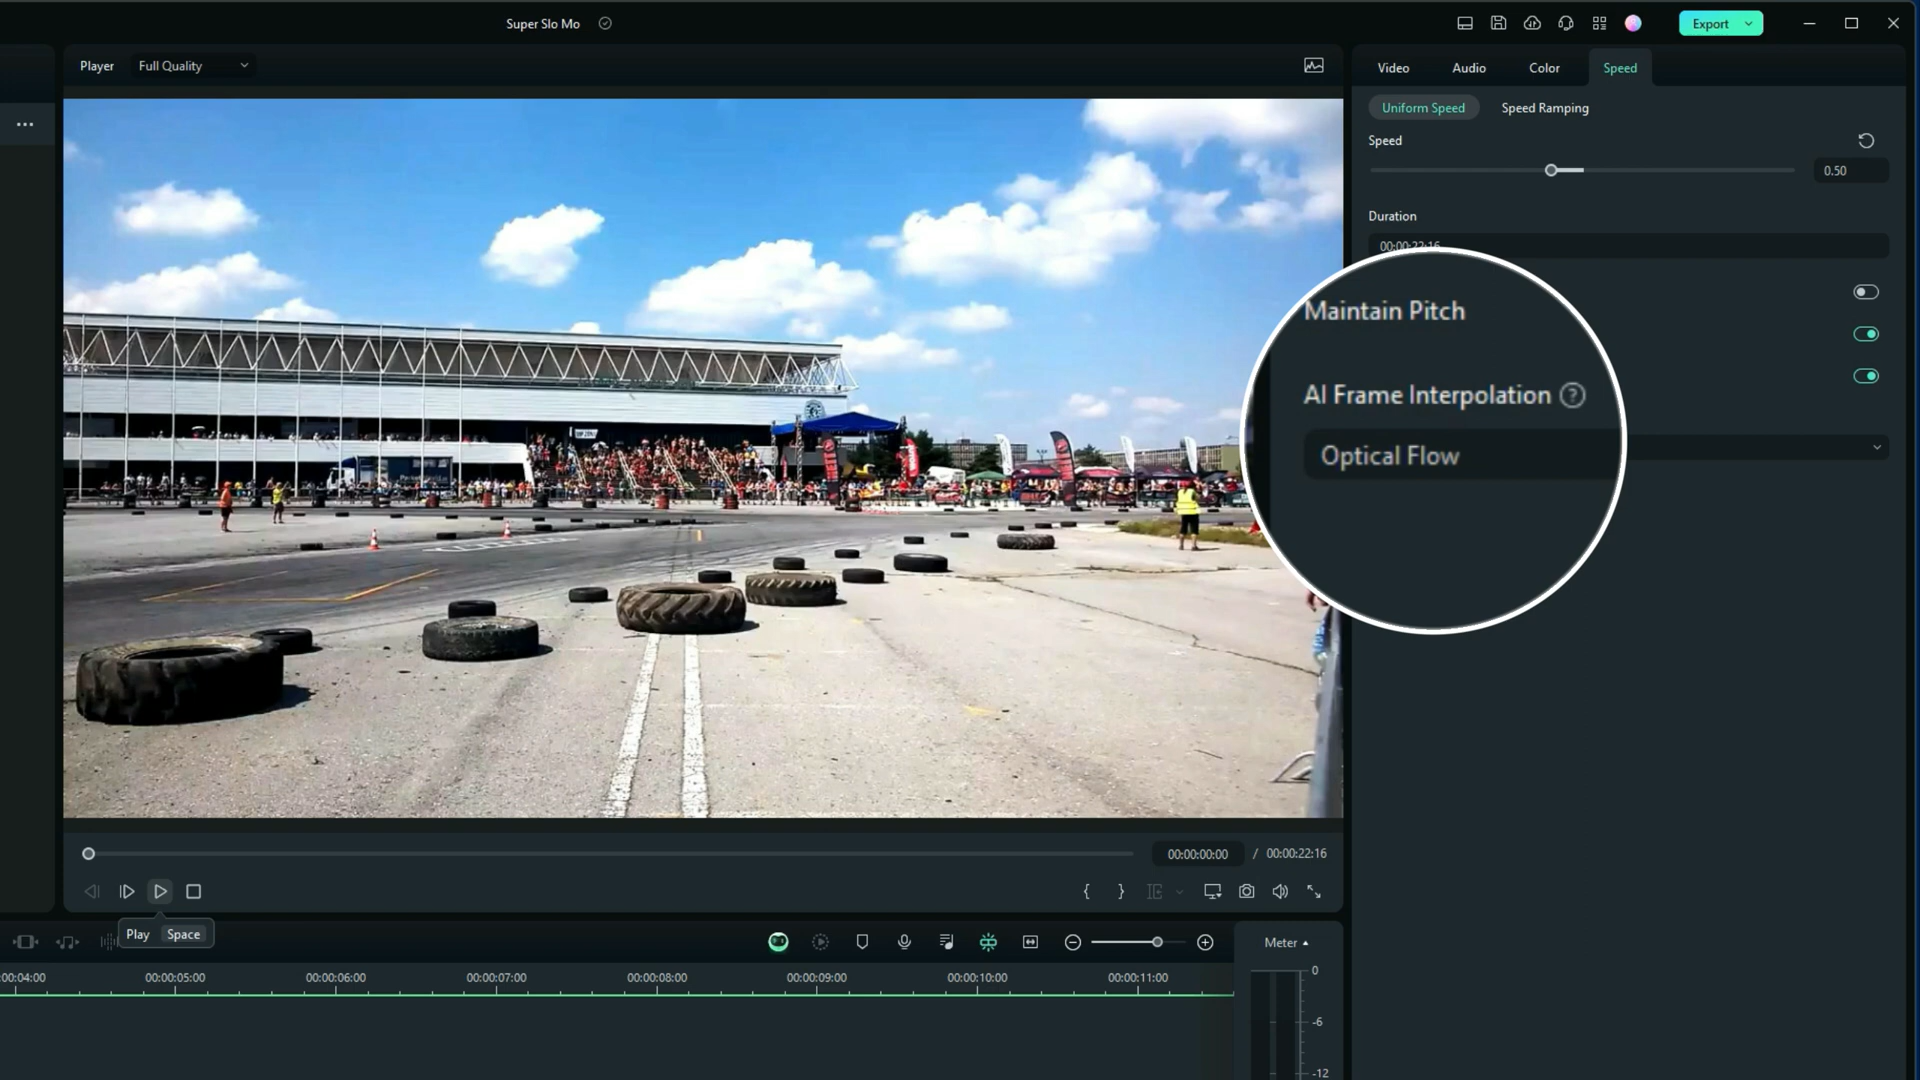 Super Slo Mo
Export
Player
Full Quality
Video
Audio
Color
Speed
Uniform Speed
Speed Ramping
Speed
0.50
Duration
00:00:22:16
Maintain Pitch
AI Frame Interpolation ?
Optical Flow
00:00:00:00 / 00:00:22:16
Play Space
Meter
00:04:00
00:00:05:00
00:00:06:00
00:00:07:00
00:00:08:00
00:00:09:00
00:00:10:00
00:00:11:00
0
-6
-12